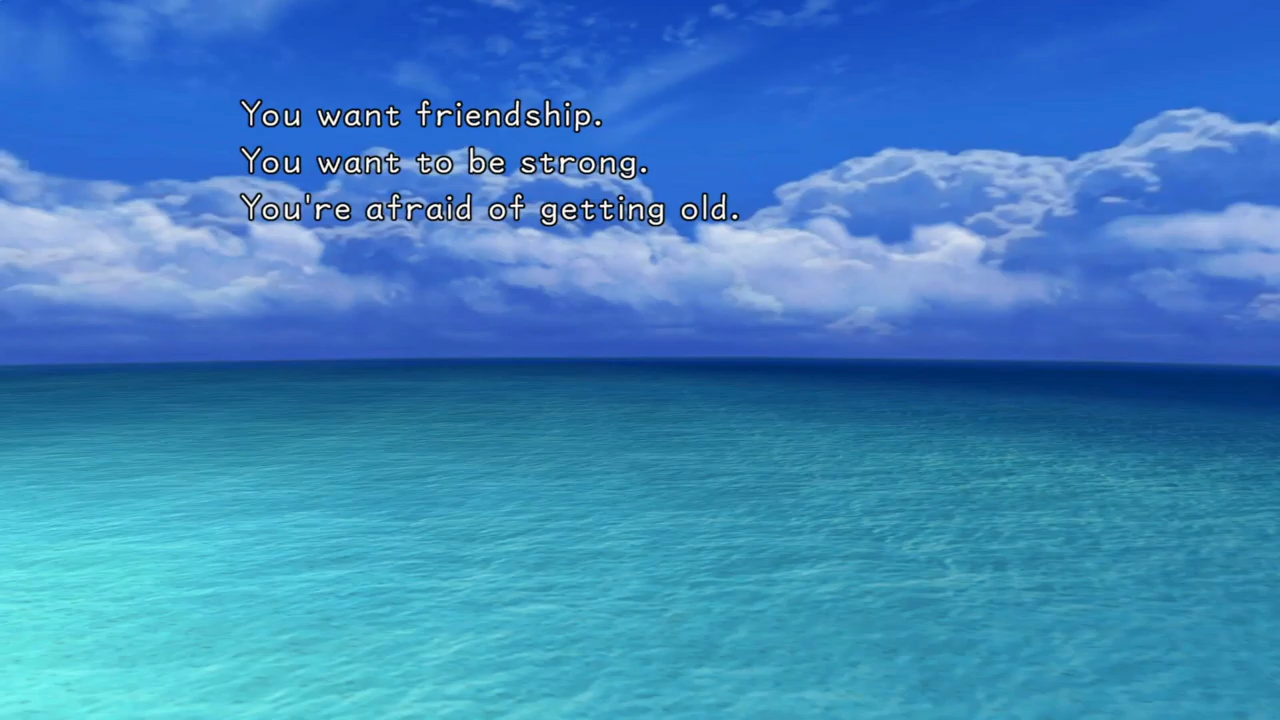 You want friendship.
You want to be strong.
You're afraid of getting old.